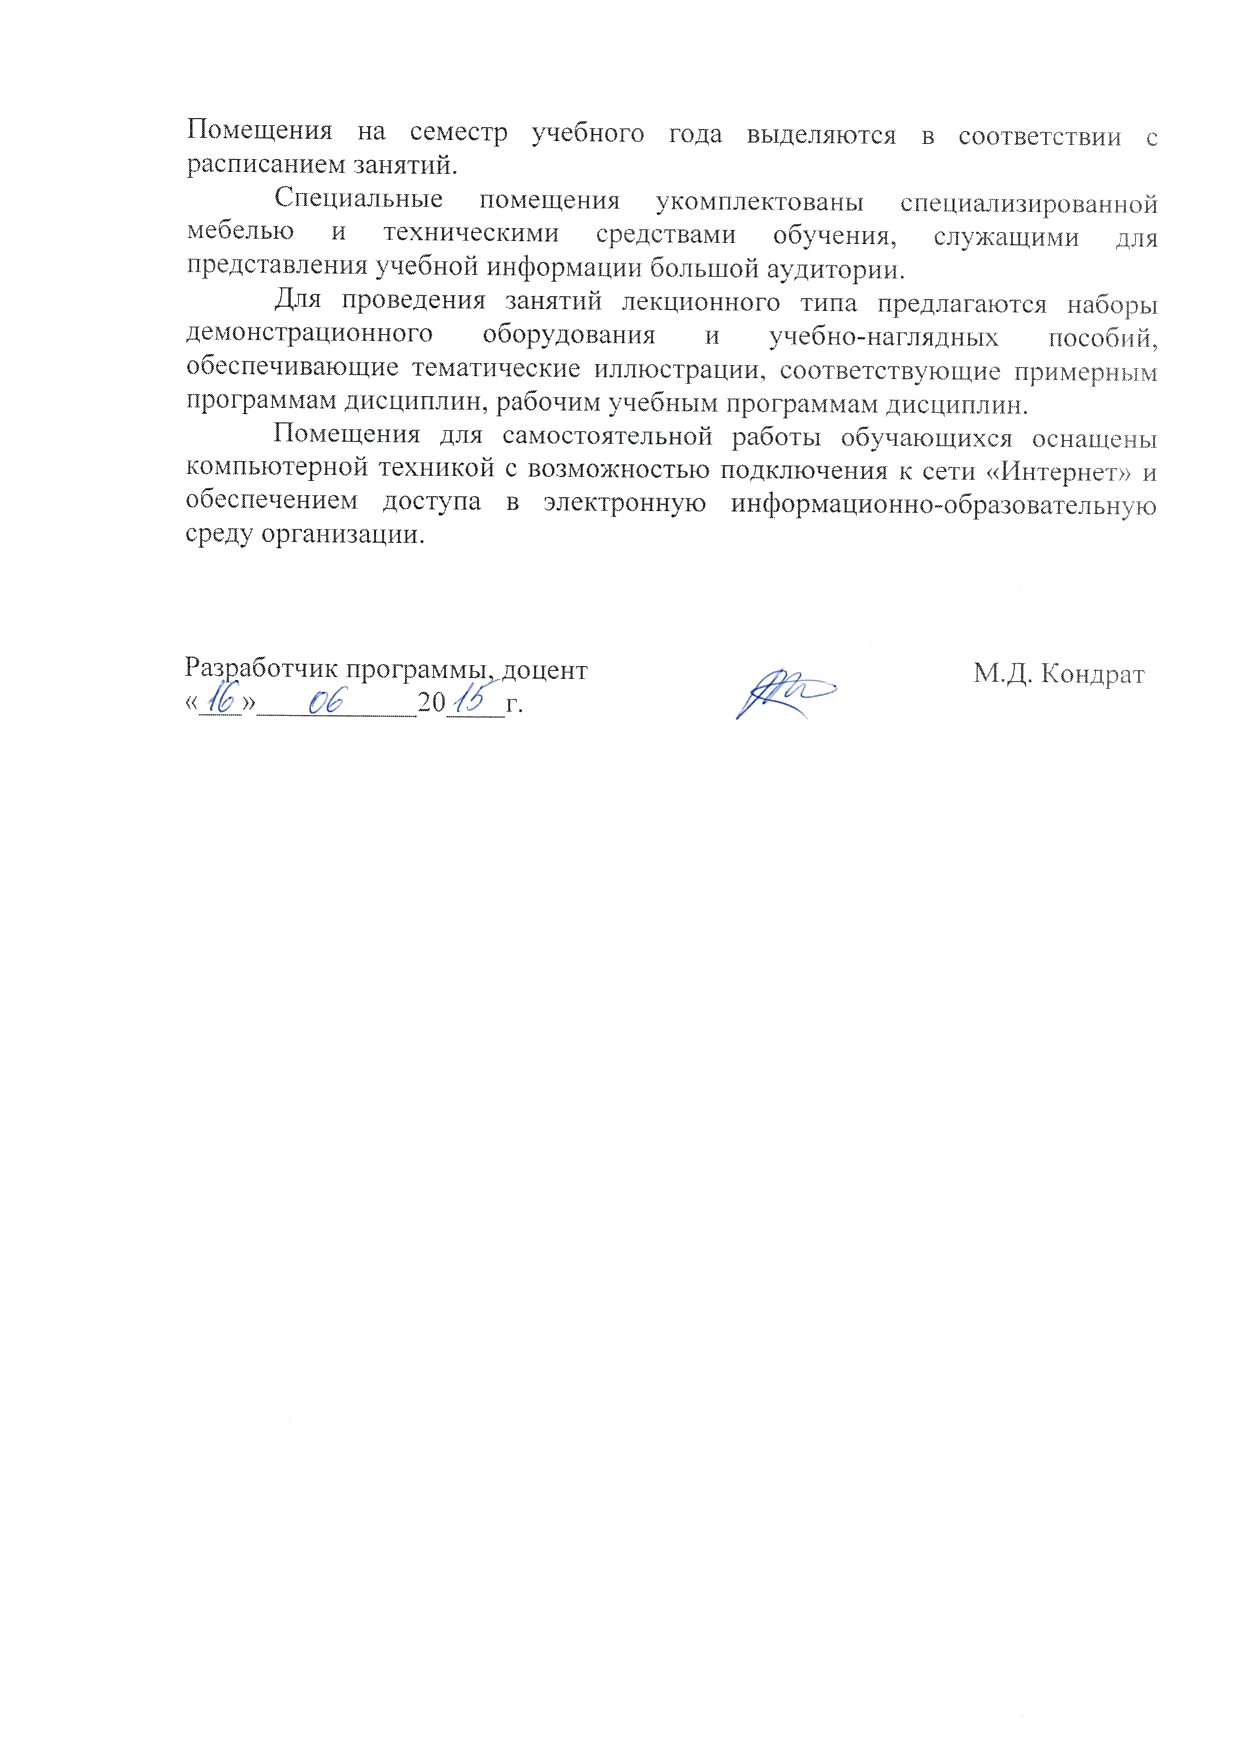 Помещения на семестр учебного года выделяются в соответствии с
расписанием занятий.
Специальные помещения укомплектованы специализированной
мебелью и техническими средствами обучения, служащими для
представления учебной информации большой аудитории.
Для проведения занятий лекционного типа предлагаются наборы
демонстрационного оборудования и учебно-наглядных пособий,
обеспечивающие тематические иллюстрации, соответствующие примерным
программам дисциплин, рабочим учебным программам дисциплин.
Помещения для самостоятельной работы обучающихся оснащены
компьютерной техникой с возможностью подключения к сети «Интернет» и
обеспечением доступа в электронную информационно-образовательную
среду организации.
Разработчик программы, доцент М.Д. Кондрат
«16» 06 2015 г.